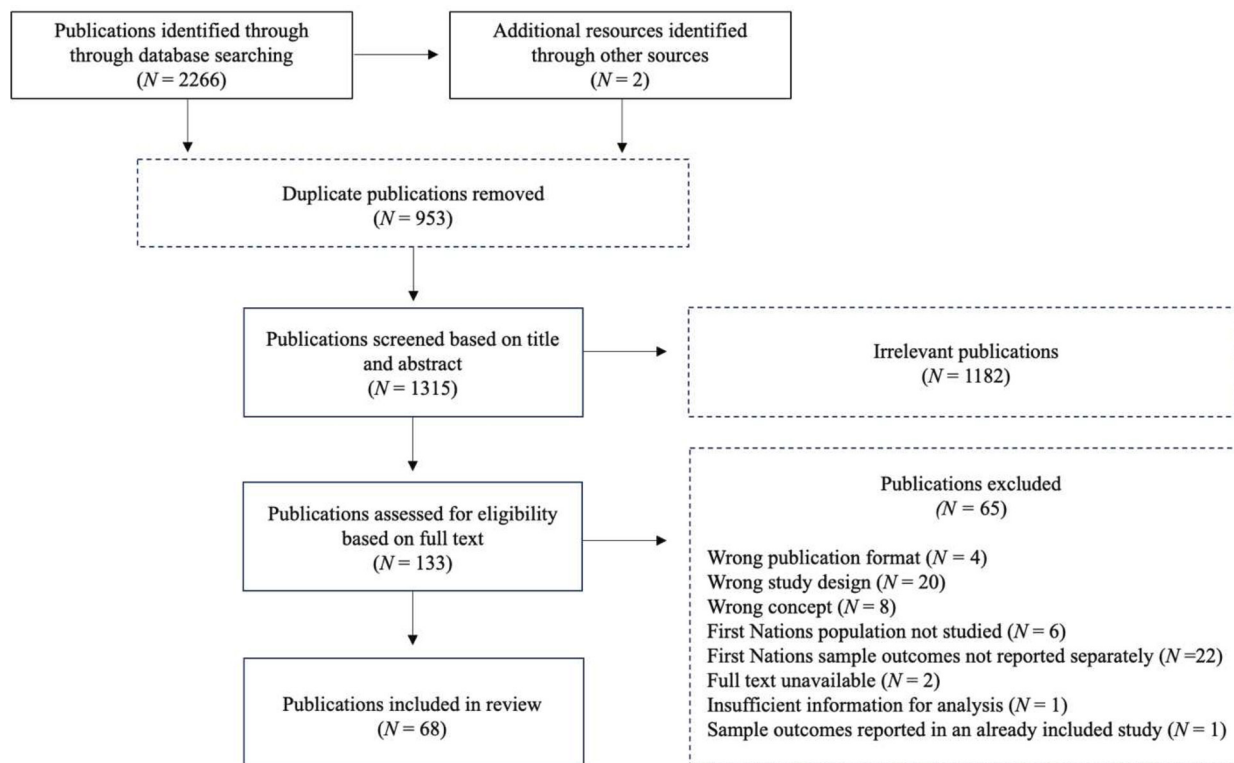 Publications identified through
through database searching
(N = 2266)
Additional resources identified
through other sources
(N = 2)
Duplicate publications removed
(N = 953)
Publications screened based on title
and abstract
(N = 1315)
Irrelevant publications
(N = 1182)
Publications assessed for eligibility
based on full text
(N = 133)
Publications excluded
(N = 65)
Wrong publication format (N = 4)
Wrong study design (N = 20)
Wrong concept (N = 8)
First Nations population not studied (N = 6)
First Nations sample outcomes not reported separately (N =22)
Full text unavailable (N = 2)
Insufficient information for analysis (N = 1)
Sample outcomes reported in an already included study (N = 1)
Publications included in review
(N = 68)